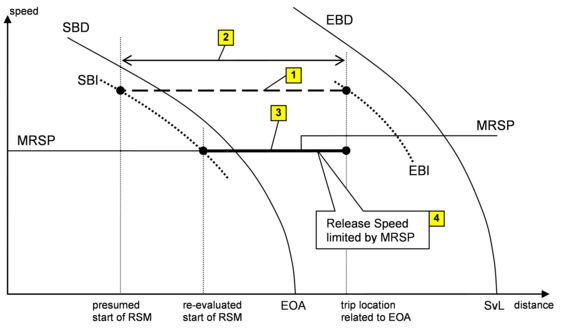 speed
SBD
EBD
2
SBI
1
3
MRSP
MRSP
EBI
Release Speed
limited by MRSP
4
presumed
start of RSM
re-evaluated
start of RSM
EOA
trip location
related to EOA
SvL
distance